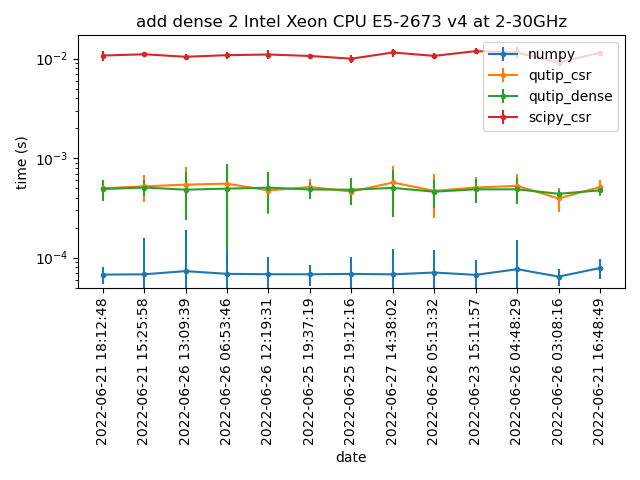 add dense 2 Intel Xeon CPU E5-2673 v4 at 2-30GHz
numpy
qutip_csr
qutip_dense
scipy_csr
time (s)
10⁻²
10⁻³
10⁻⁴
2022-06-21 18:12:48
2022-06-21 15:25:58
2022-06-26 13:09:39
2022-06-26 06:53:46
2022-06-26 12:19:31
2022-06-25 19:37:19
2022-06-25 19:12:16
2022-06-27 14:38:02
2022-06-26 05:13:32
2022-06-23 15:11:57
2022-06-26 04:48:29
2022-06-26 03:08:16
2022-06-21 16:48:49
date